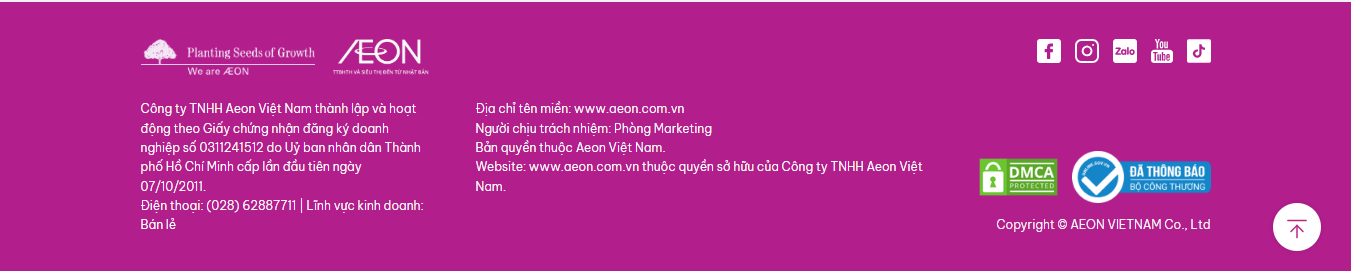 Planting Seeds of Growth
We are ÆON
ÆON
TTBHTH VÀ SIÊU THỊ ĐẾN TỪ NHẬT BẢN
Zalo
You
Tube
Công ty TNHH Aeon Việt Nam thành lập và hoạt
động theo Giấy chứng nhận đăng ký doanh
nghiệp số 0311241512 do Uỷ ban nhân dân Thành
phố Hồ Chí Minh cấp lần đầu tiên ngày
07/10/2011.
Điện thoại: (028) 62887711 | Lĩnh vực kinh doanh:
Bán lẻ
Địa chỉ tên miền: www.aeon.com.vn
Người chịu trách nhiệm: Phòng Marketing
Bản quyền thuộc Aeon Việt Nam.
Website: www.aeon.com.vn thuộc quyền sở hữu của Công ty TNHH Aeon Việt
Nam.
DMCA
PROTECTED
ONLINE.GOV.VN
ĐÃ THÔNG BÁO
BỘ CÔNG THƯƠNG
Copyright © AEON VIETNAM Co., Ltd